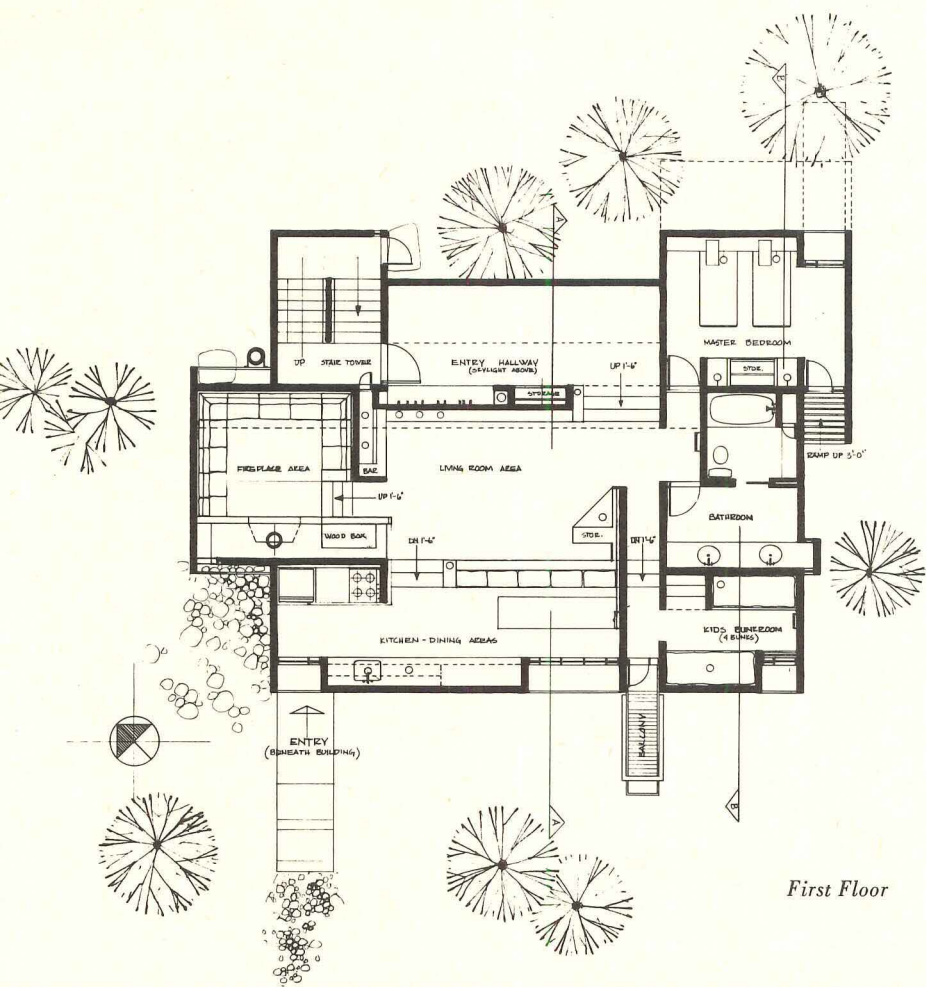 B
A
MASTER BEDROOM
STOR.
UP
STAIR TOWER
ENTRY HALLWAY
(SKYLIGHT ABOVE)
UP 1'-6"
STORAGE
RAMP UP 3'-0"
FIREPLACE AREA
BAR
LIVING ROOM AREA
UP 1'-6"
BATHROOM
WOOD BOX
STOR.
DN 1'-6"
DN 1'-6"
KIDS BUNKROOM
(4 BUNKS)
KITCHEN - DINING AREAS
BALCONY
ENTRY
(BENEATH BUILDING)
A
B
First Floor